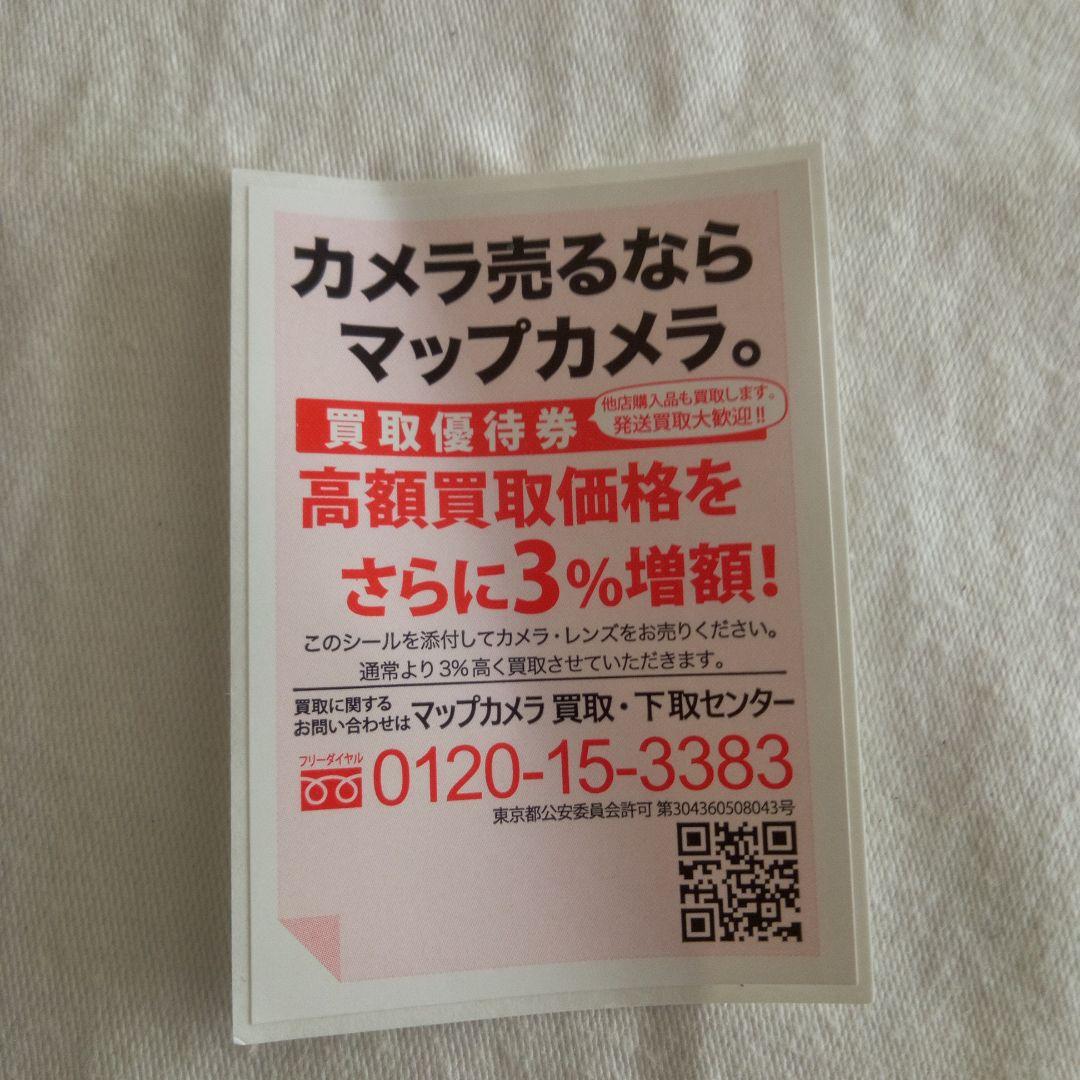 カメラ売るなら
マップカメラ。
買取優待券
他店購入品も買取します。
発送買取大歓迎!!
高額買取価格を
さらに3%増額!
このシールを添付してカメラ・レンズをお売りください。
通常より3%高く買取させていただきます。
買取に関する
お問い合わせは マップカメラ 買取・下取センター
フリーダイヤル
0120-15-3383
東京都公安委員会許可 第304360508043号